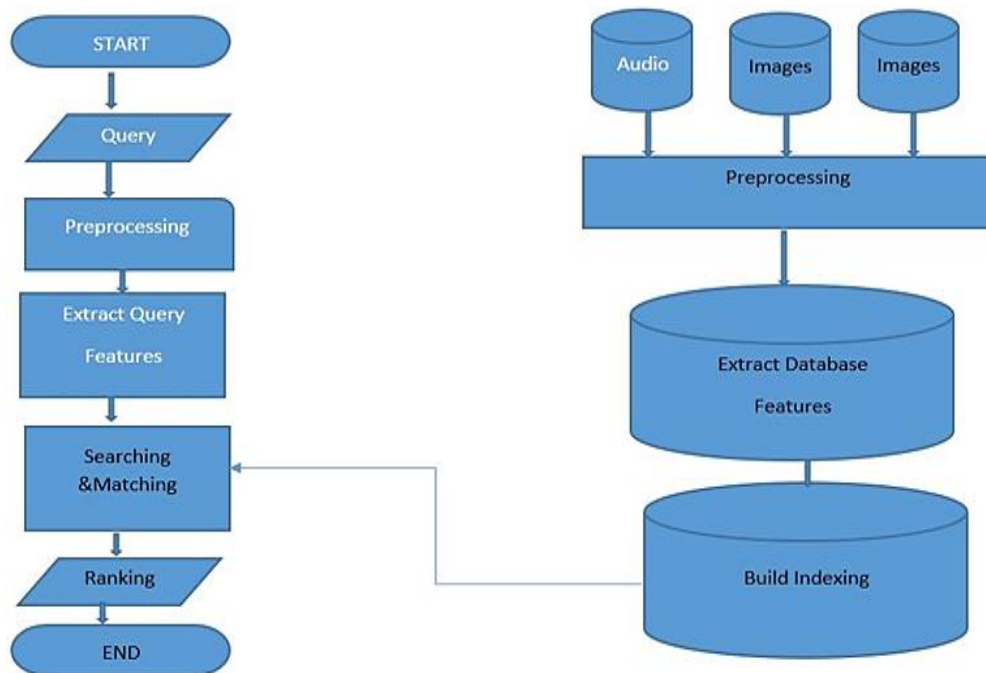 START
Query
Preprocessing
Extract Query
Features
Searching
&Matching
Ranking
END
Audio
Images
Images
Preprocessing
Extract Database
Features
Build Indexing